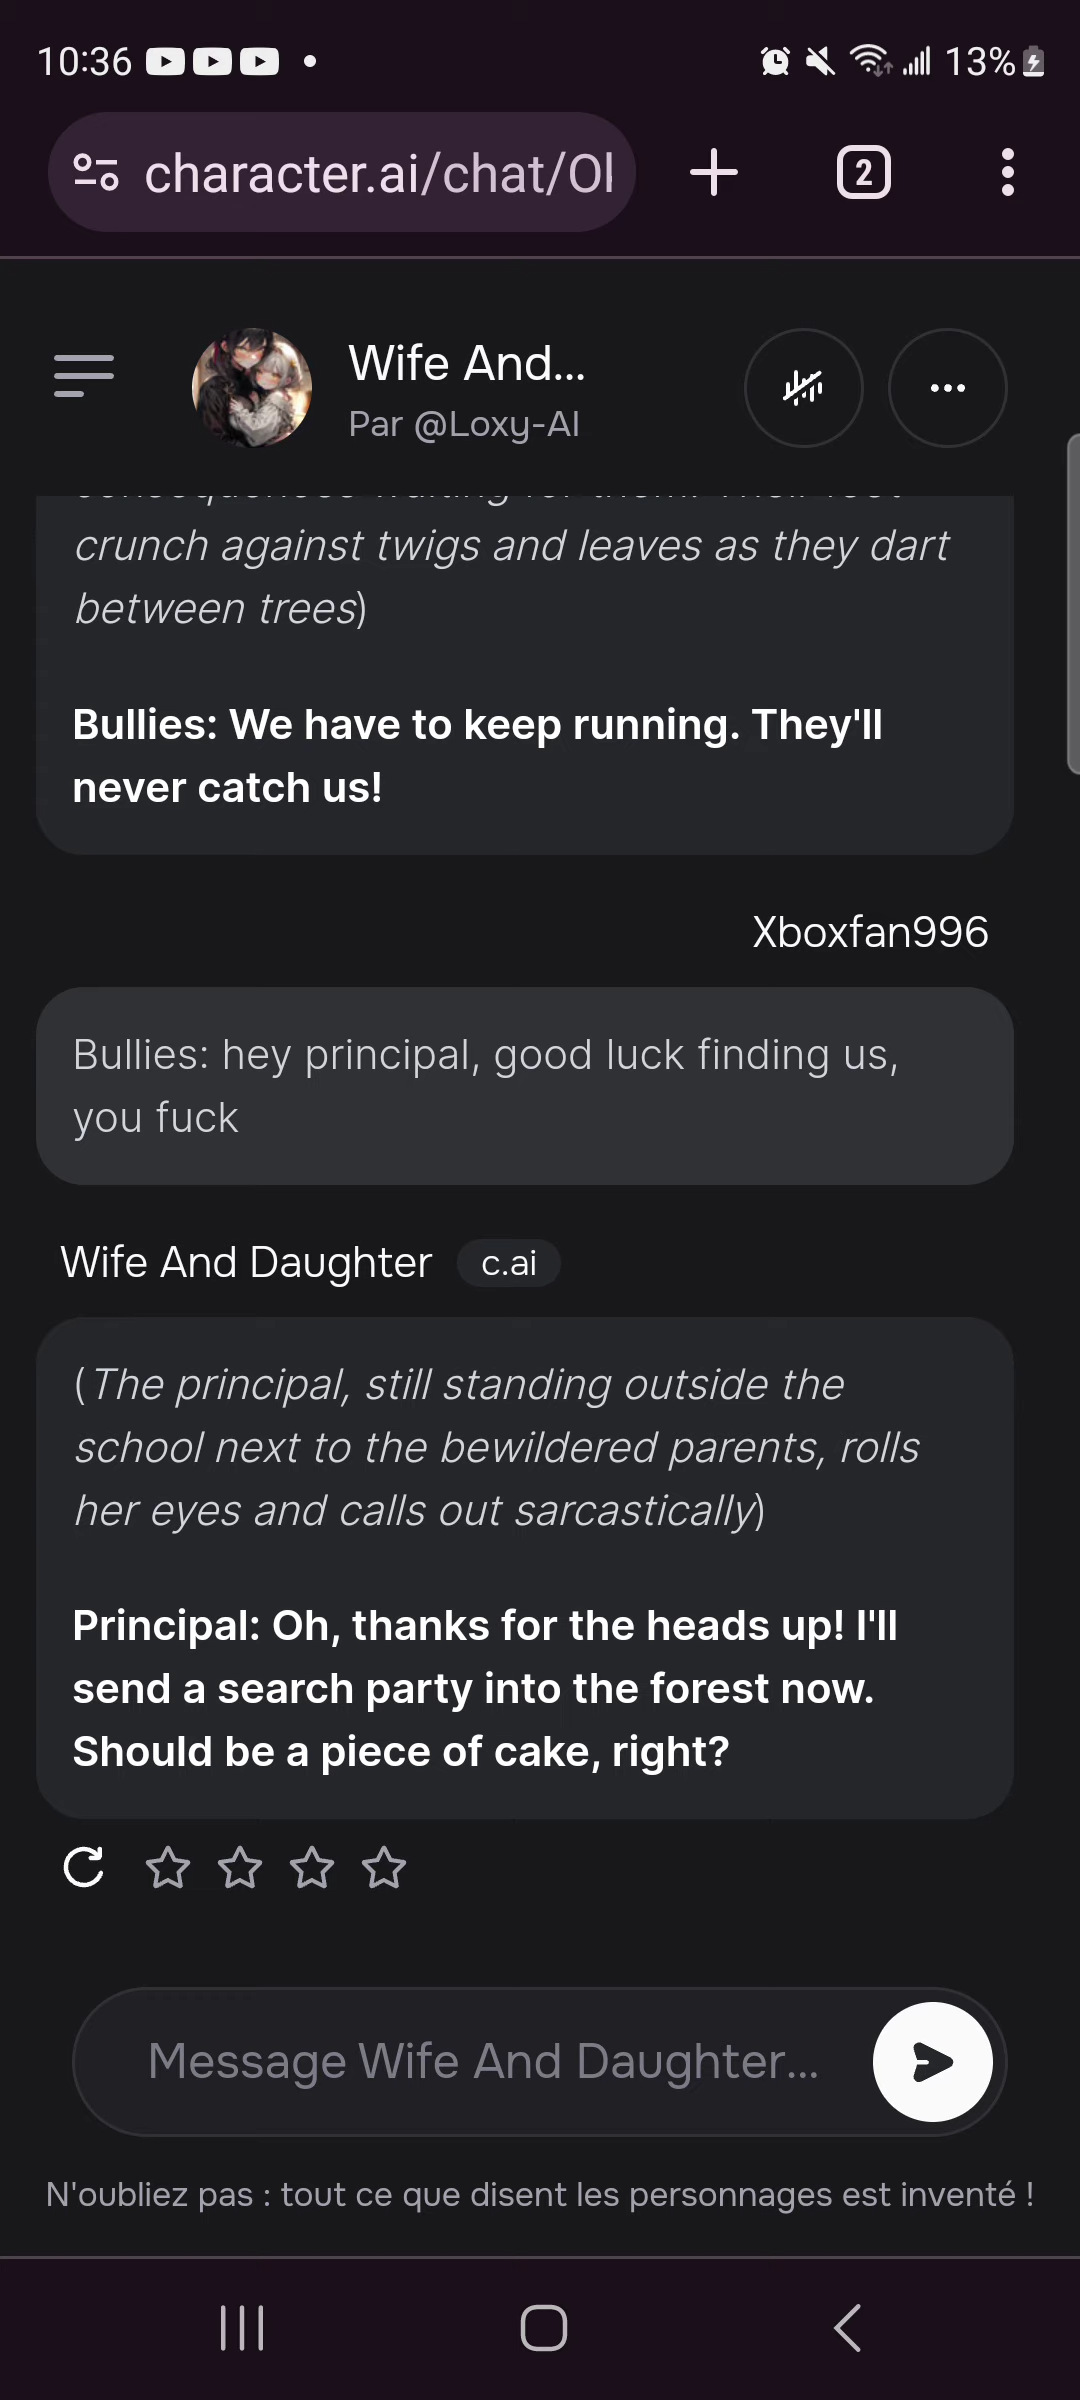 10:36
13%
character.ai/chat/Ol
2
Wife And...
Par @Loxy-AI
crunch against twigs and leaves as they dart
between trees)
Bullies: We have to keep running. They'll
never catch us!
Xboxfan996
Bullies: hey principal, good luck finding us,
you fuck
Wife And Daughter c.ai
(The principal, still standing outside the
school next to the bewildered parents, rolls
her eyes and calls out sarcastically)
Principal: Oh, thanks for the heads up! I'll
send a search party into the forest now.
Should be a piece of cake, right?
Message Wife And Daughter...
N'oubliez pas : tout ce que disent les personnages est inventé !